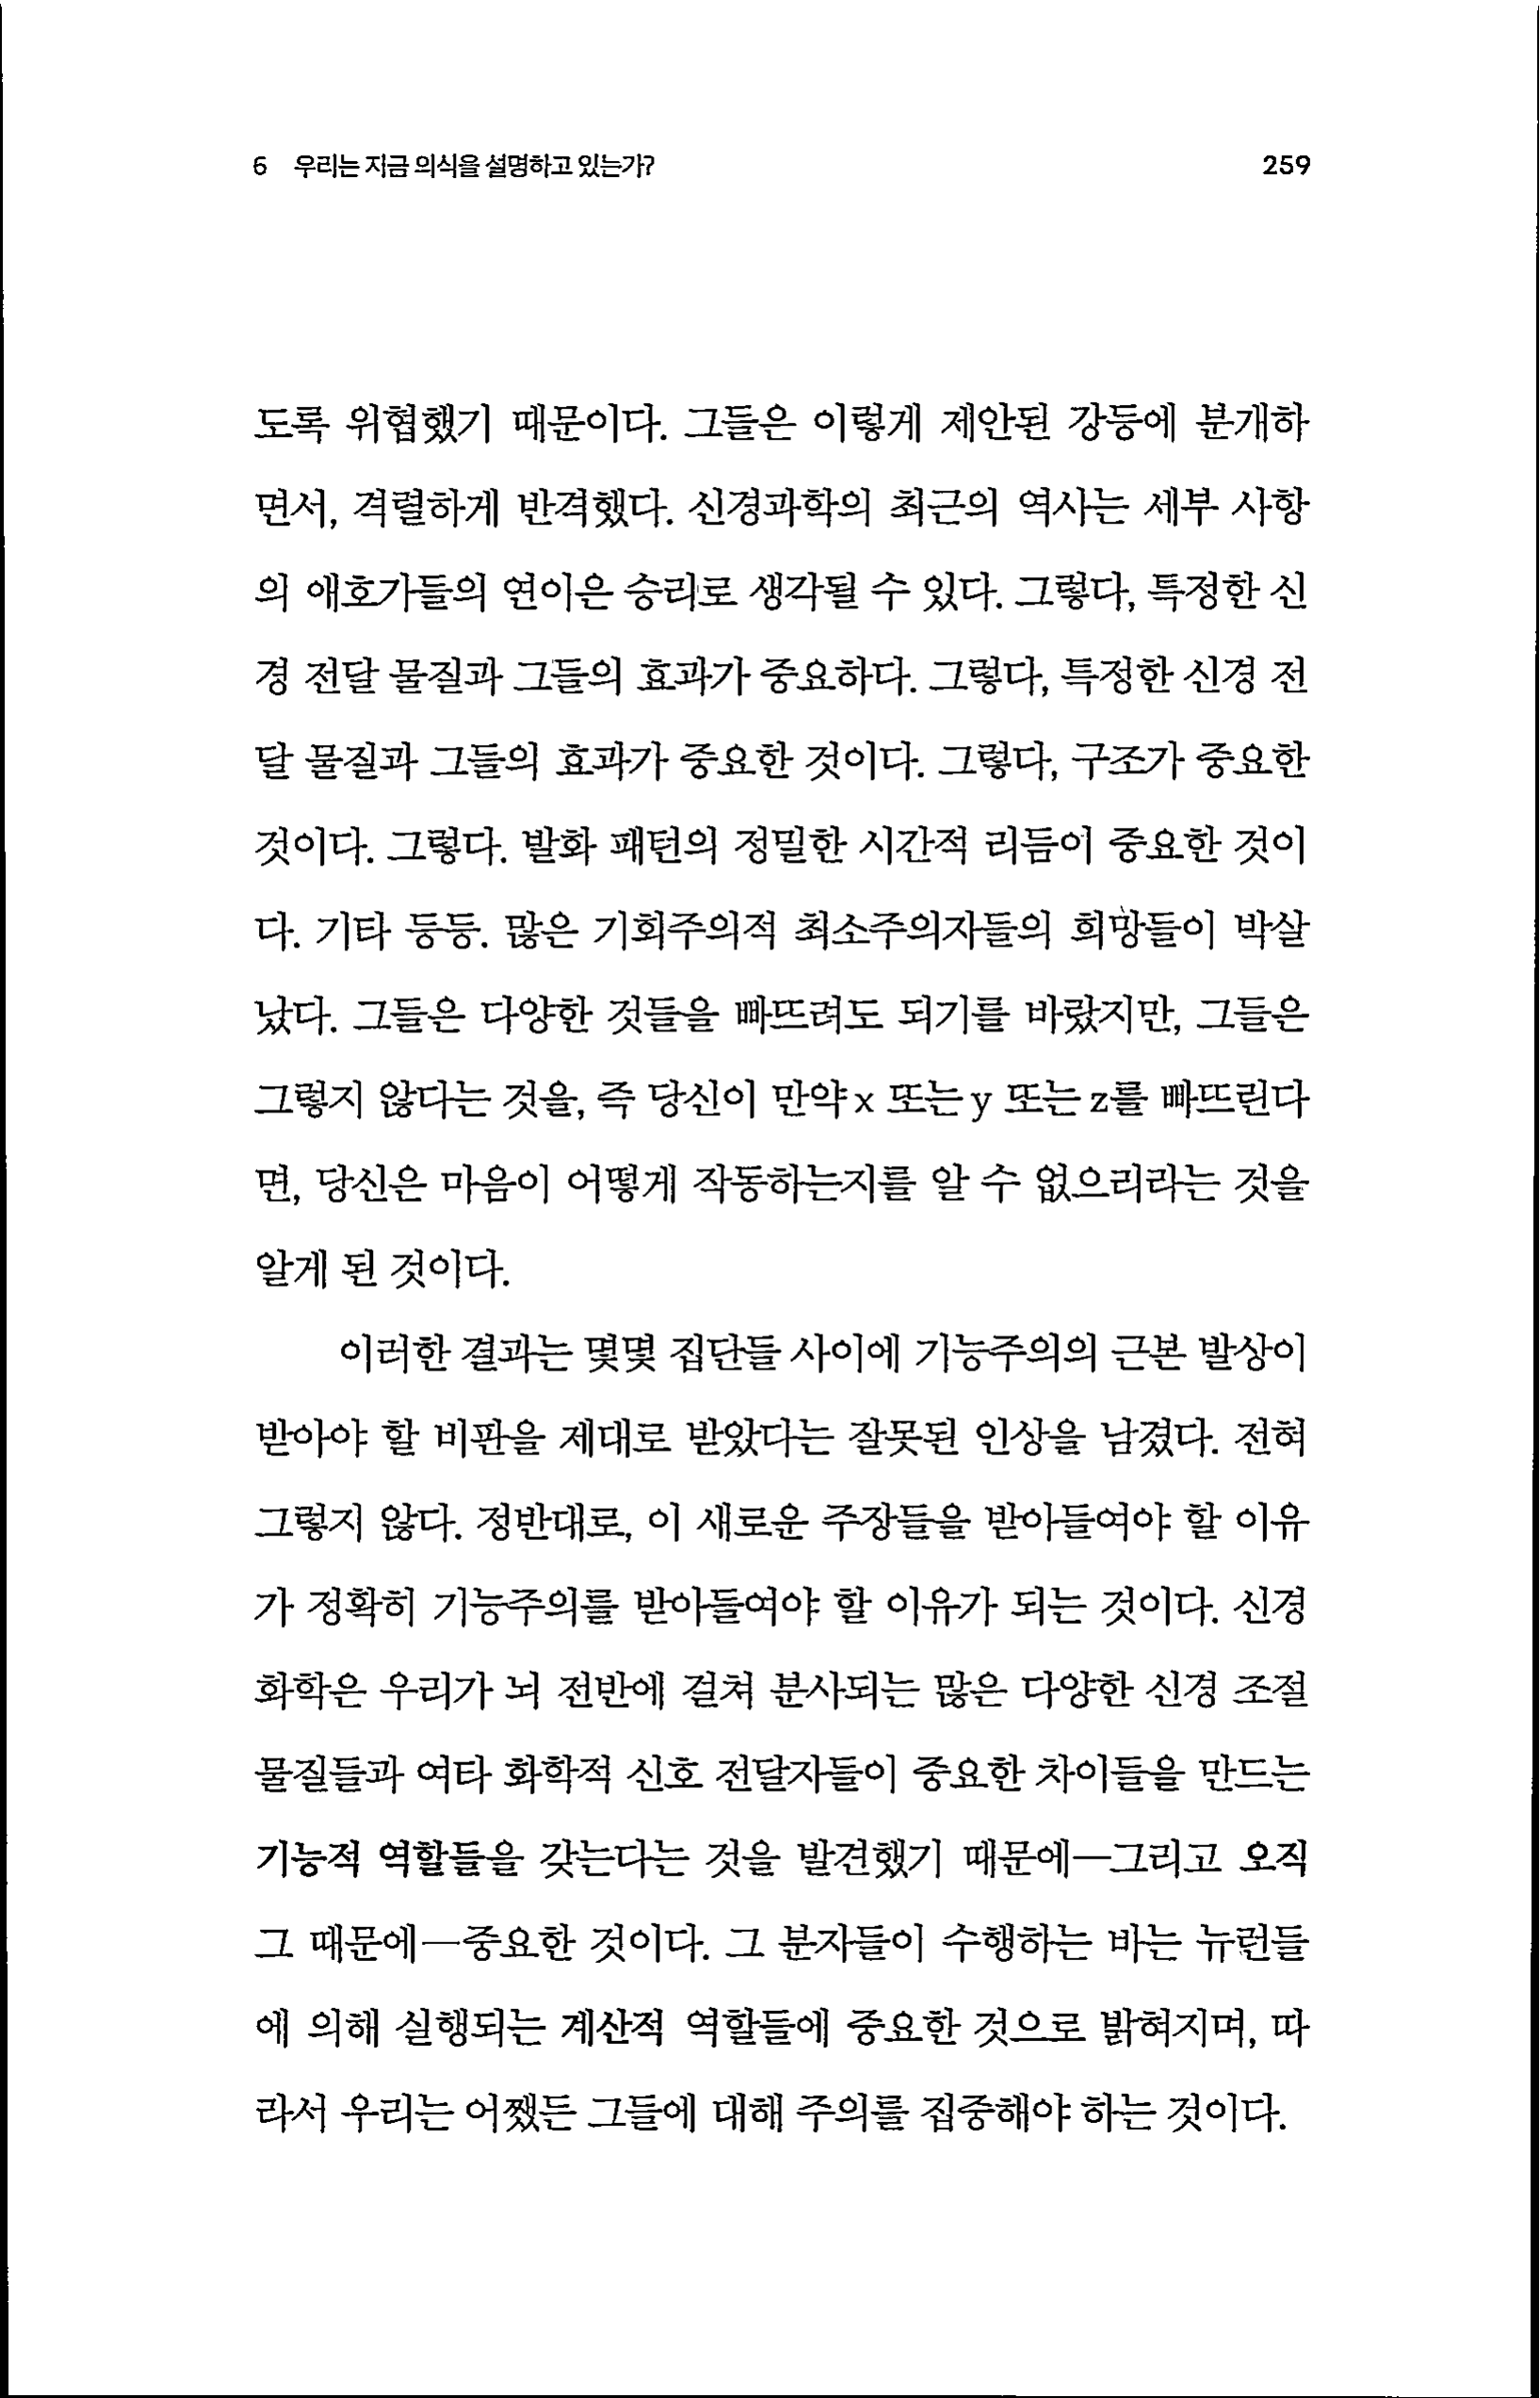 6 우리는 지금 의식을 설명하고 있는가?
259
도록 위협했기 때문이다. 그들은 이렇게 제안된 강등에 분개하
면서, 격렬하게 반격했다. 신경과학의 최근의 역사는 세부 사항
의 애호가들의 연이은 승리로 생각될 수 있다. 그렇다, 특정한 신
경 전달 물질과 그들의 효과가 중요하다. 그렇다, 특정한 신경 전
달 물질과 그들의 효과가 중요한 것이다. 그렇다, 구조가 중요한
것이다. 그렇다. 발화 패턴의 정밀한 시간적 리듬이 중요한 것이
다. 기타 등등. 많은 기회주의적 최소주의자들의 희망들이 박살
났다. 그들은 다양한 것들을 빠뜨려도 되기를 바랐지만, 그들은
그렇지 않다는 것을, 즉 당신이 만약 x 또는 y 또는 z를 빠뜨린다
면, 당신은 마음이 어떻게 작동하는지를 알 수 없으리라는 것을
알게 된 것이다.
이러한 결과는 몇몇 집단들 사이에 기능주의의 근본 발상이
받아야 할 비판을 제대로 받았다는 잘못된 인상을 남겼다. 전혀
그렇지 않다. 정반대로, 이 새로운 주장들을 받아들여야 할 이유
가 정확히 기능주의를 받아들여야 할 이유가 되는 것이다. 신경
화학은 우리가 뇌 전반에 걸쳐 분사되는 많은 다양한 신경 조절
물질들과 여타 화학적 신호 전달자들이 중요한 차이들을 만드는
기능적 역할들을 갖는다는 것을 발견했기 때문에—그리고 오직
그 때문에—중요한 것이다. 그 분자들이 수행하는 바는 뉴런들
에 의해 실행되는 계산적 역할들에 중요한 것으로 밝혀지며, 따
라서 우리는 어쨌든 그들에 대해 주의를 집중해야 하는 것이다.